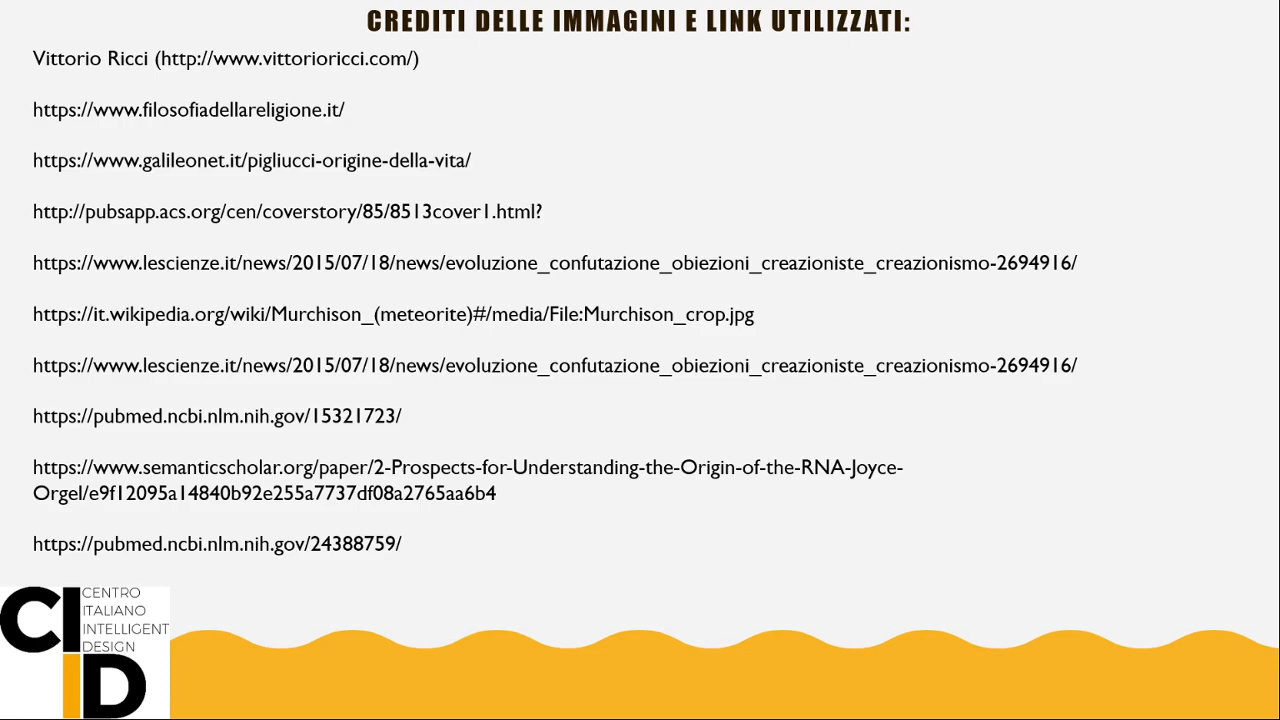 CREDITI DELLE IMMAGINI E LINK UTILIZZATI:
Vittorio Ricci (http://www.vittorioricci.com/)
https://www.filosofiadellareligione.it/
https://www.galileonet.it/pigliucci-origine-della-vita/
http://pubsapp.acs.org/cen/coverstory/85/8513cover1.html?
https://www.lescienze.it/news/2015/07/18/news/evoluzione_confutazione_obiezioni_creazioniste_creazionismo-2694916/
https://it.wikipedia.org/wiki/Murchison_(meteorite)#/media/File:Murchison_crop.jpg
https://www.lescienze.it/news/2015/07/18/news/evoluzione_confutazione_obiezioni_creazioniste_creazionismo-2694916/
https://pubmed.ncbi.nlm.nih.gov/15321723/
https://www.semanticscholar.org/paper/2-Prospects-for-Understanding-the-Origin-of-the-RNA-Joyce-
Orgel/e9f12095a14840b92e255a7737df08a2765aa6b4
https://pubmed.ncbi.nlm.nih.gov/24388759/
CIID
CENTRO
ITALIANO
INTELLIGENT
DESIGN